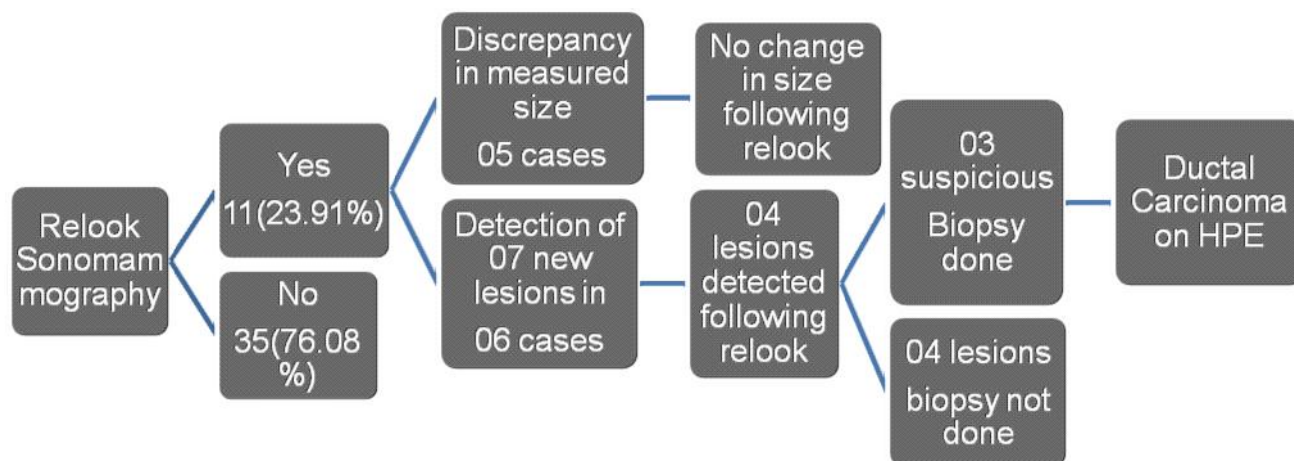 Relook
Sonomam
mography
Yes
11(23.91%)
No
35(76.08
%)
Discrepancy
in measured
size
05 cases
Detection of
07 new
lesions in
06 cases
No change
in size
following
relook
04
lesions
detected
following
relook
03
suspicious
Biopsy
done
04 lesions
biopsy not
done
Ductal
Carcinoma
on HPE